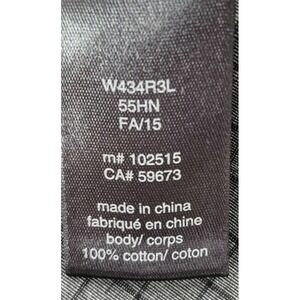 W434R3L
55HN
FA/15
m# 102515
CA# 59673
made in china
fabriqué en chine
body/ corps
100% cotton/ coton